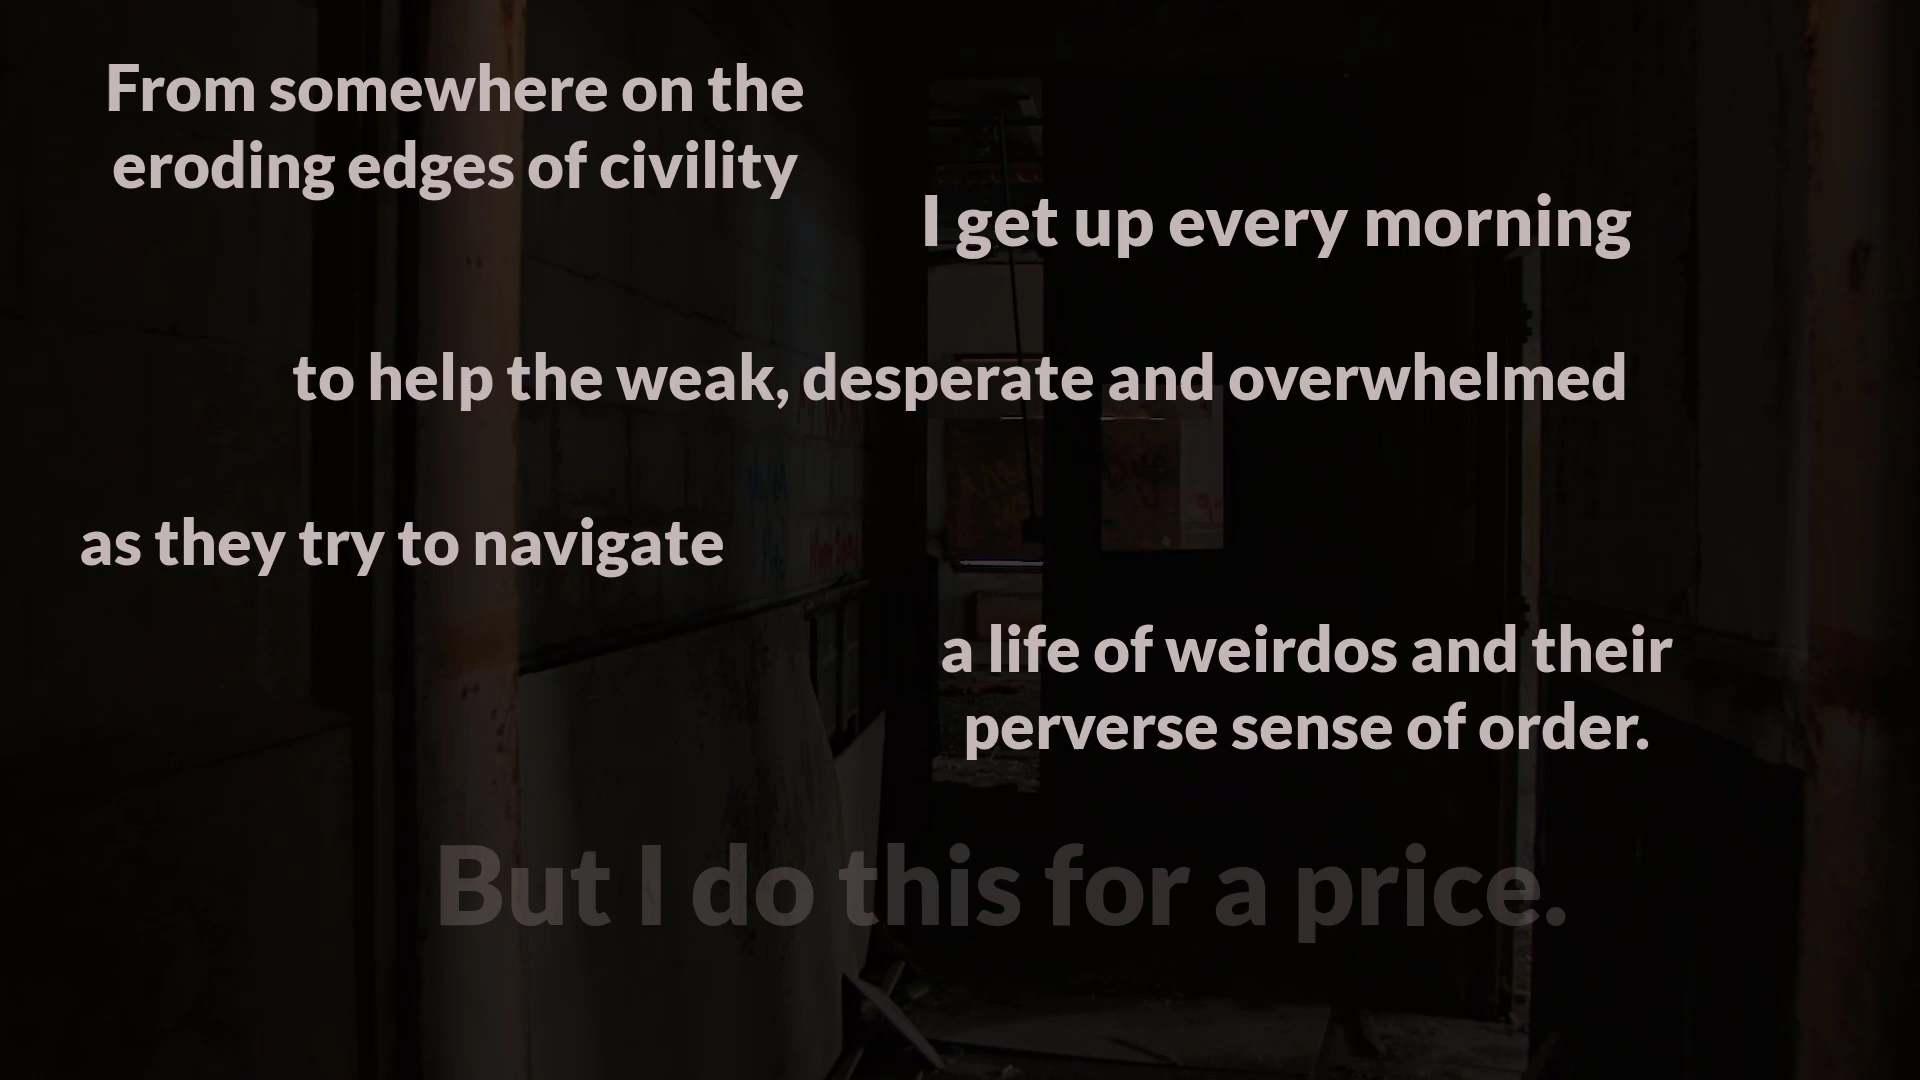 From somewhere on the
eroding edges of civility
I get up every morning
to help the weak, desperate and overwhelmed
as they try to navigate
a life of weirdos and their
perverse sense of order.
But I do this for a price.